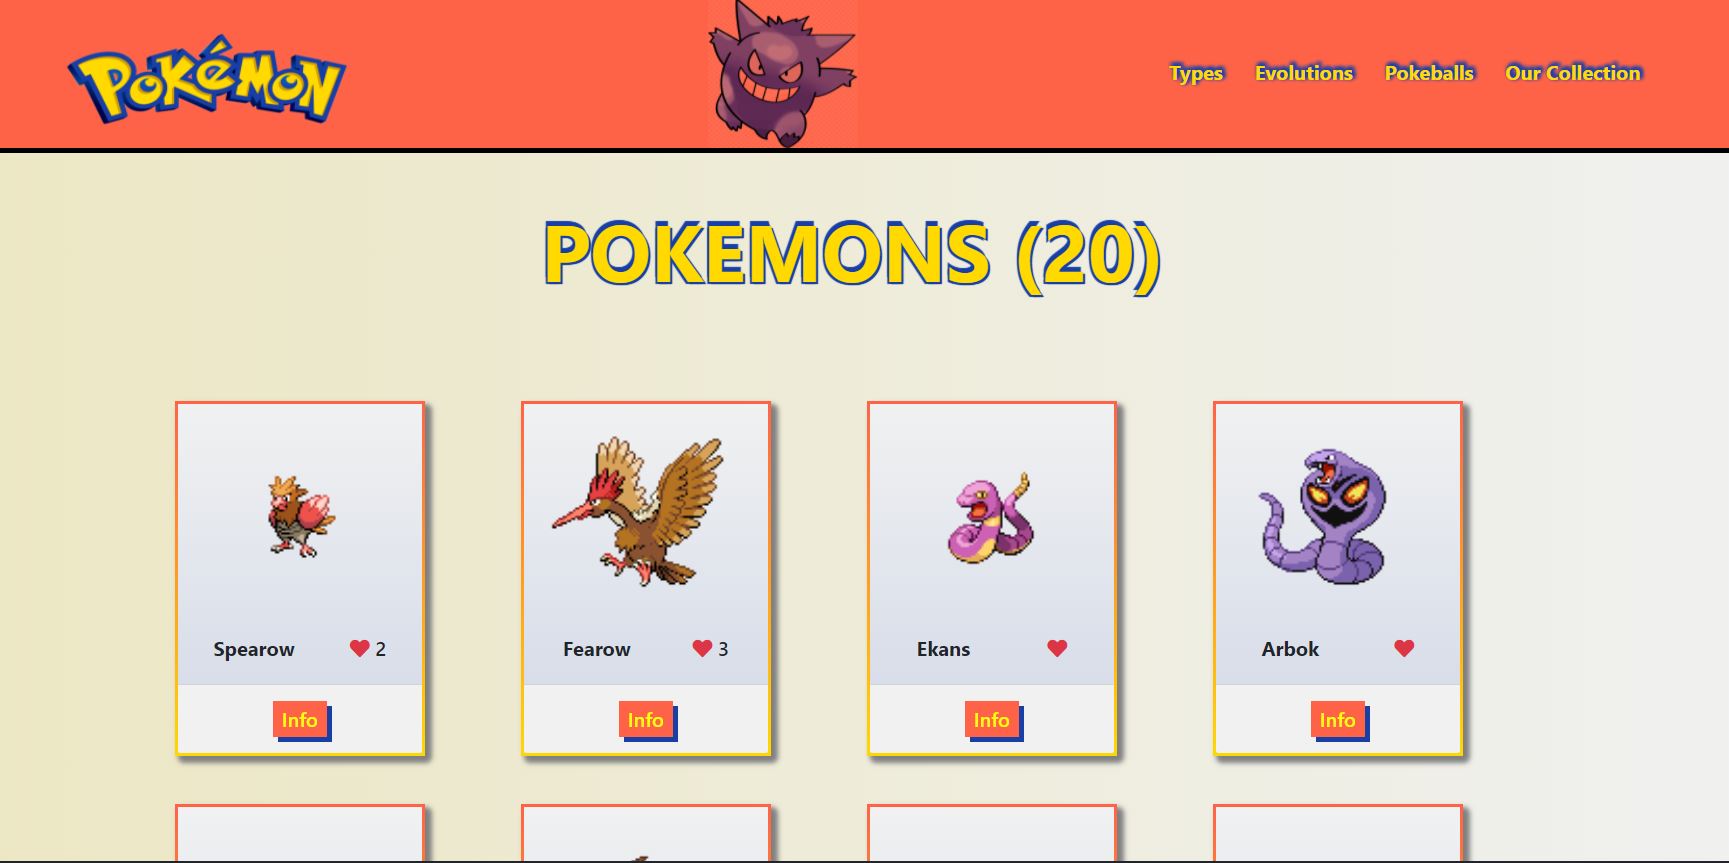 POKéMON
Types Evolutions Pokeballs Our Collection
POKEMONS (20)
Spearow 2
Fearow 3
Ekans
Arbok
Info
Info
Info
Info